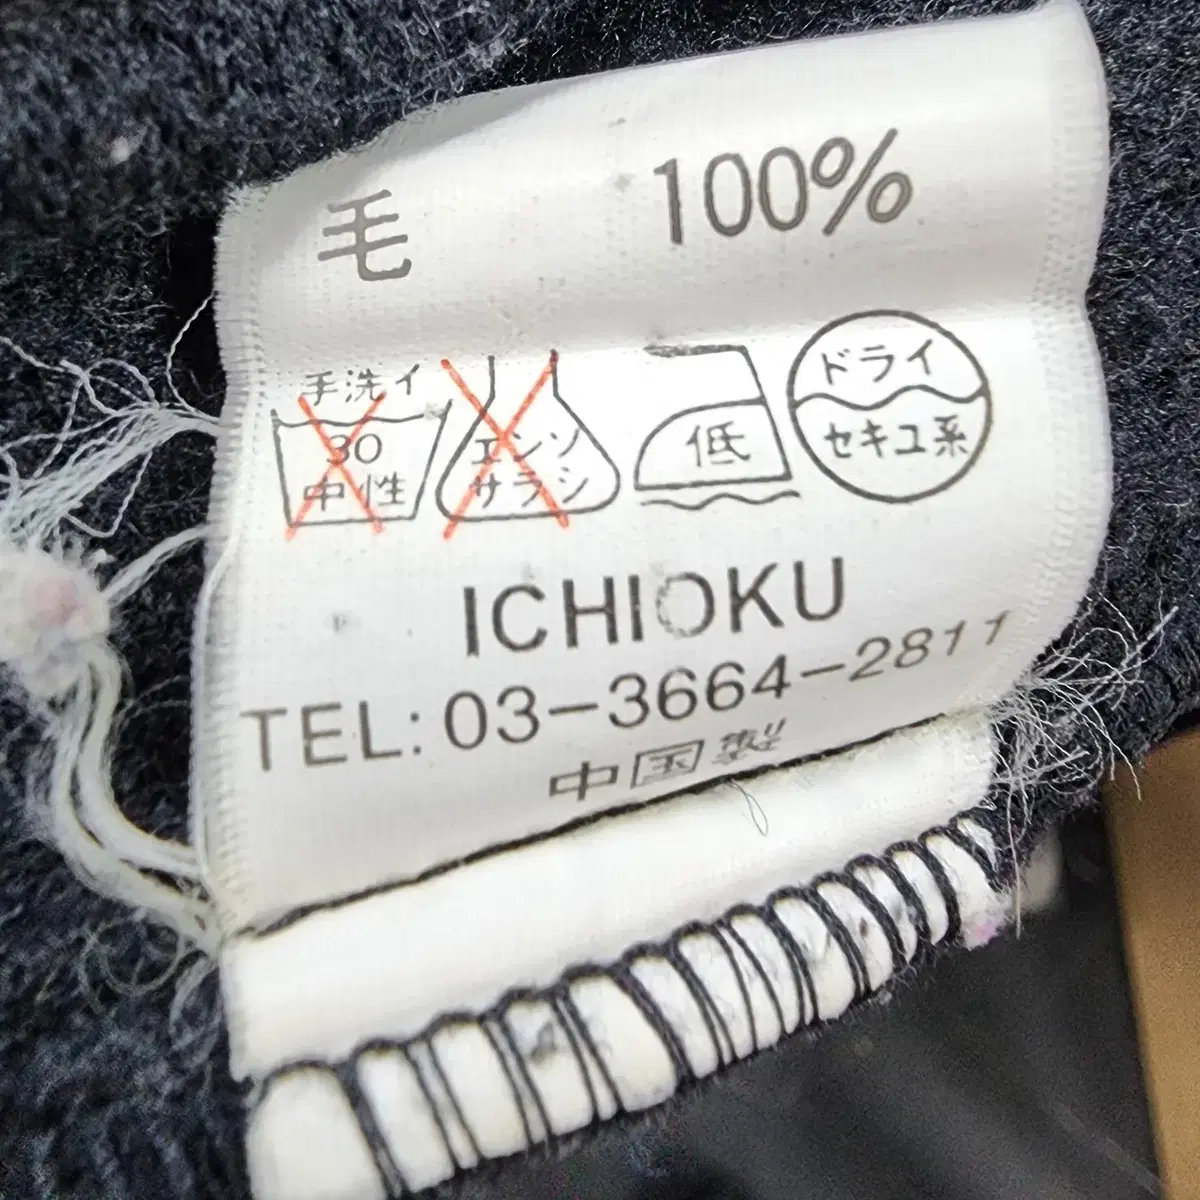 毛 100%
手洗イ
30
中性
エンソ
サラシ
低
ドライ
セキユ系
ICHIOKU
TEL:03-3664-2811
中国製